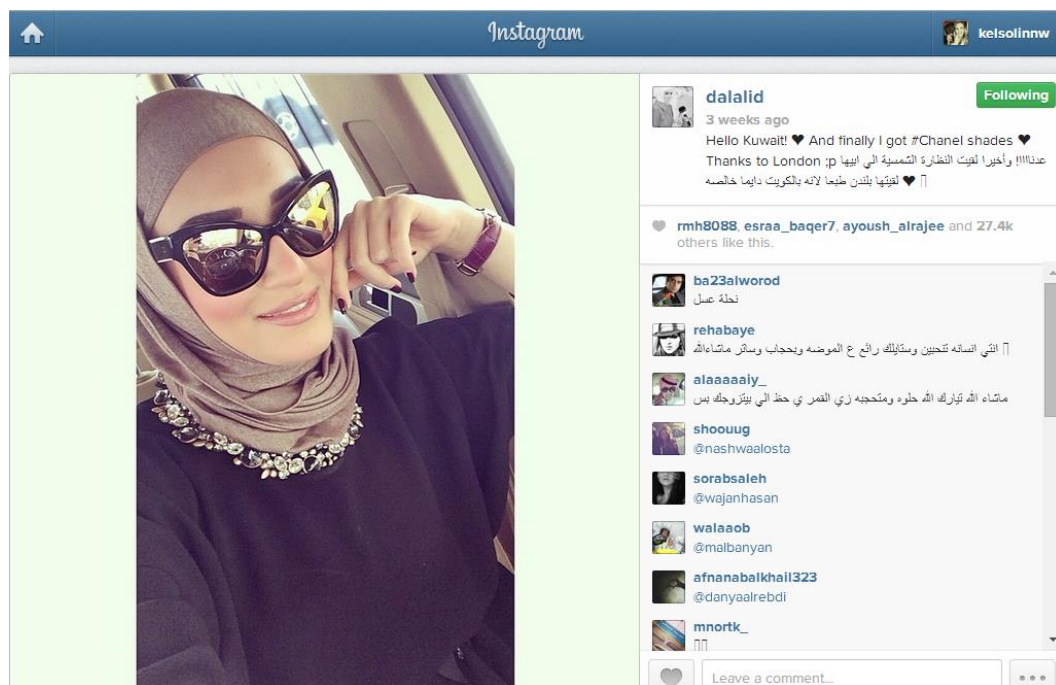 Instagram
kelsolinnw
dalalid
Following
3 weeks ago
Hello Kuwait! ♥ And finally I got #Chanel shades ♥
Thanks to London ;p عدناااا!! وأخيرا لقيت النظارة الشمسية الي ابيها
♥ لقيتها بلندن طبعا لانه بالكويت دايما خالصه
rmh8088, esraa_baqer7, ayoush_alrajee and 27.4k
others like this.
ba23alworod
نحلة عسل
rehabaye
انتي انسانه تتحبين وستايلك رائع ع الموضه وبحجاب وساتر ماشاءالله
alaaaaaiy_
ماشاء الله تبارك الله حلوه ومتحجبه زي القمر ي حظ الي بيتزوجك بس
shoouug
@nashwaalosta
sorabsaleh
@wajanhasan
walaaob
@malbanyan
afnanabalkhail323
@danyaalrebdi
mnortk_
Leave a comment...